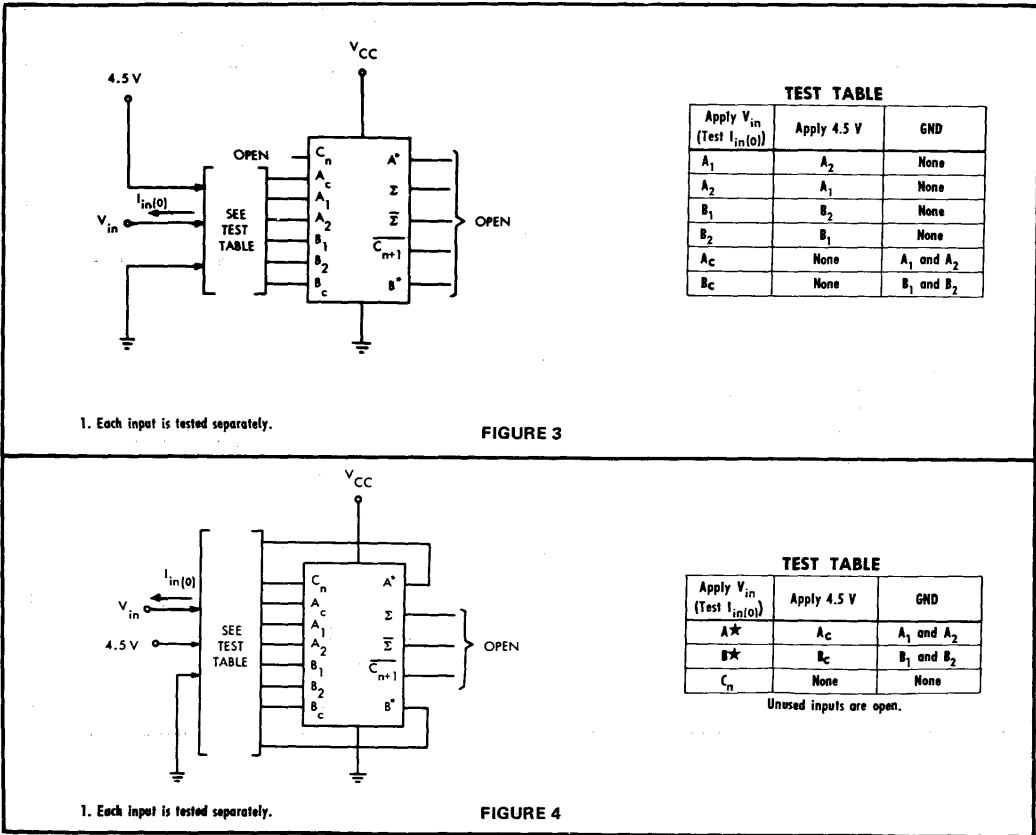 V_CC
4.5 V
OPEN
I_in(0)
V_in
SEE
TEST
TABLE
C_n
A_c
A_1
A_2
B_1
B_2
B_c
A*
Σ
Σ̅
C̅_n+1̅
B*
OPEN
TEST TABLE
Apply V_in (Test I_in(0)) Apply 4.5 V GND
A_1 A_2 None
A_2 A_1 None
B_1 B_2 None
B_2 B_1 None
A_C None A_1 and A_2
B_C None B_1 and B_2
1. Each input is tested separately.
FIGURE 3
V_CC
I_in(0)
V_in
4.5 V
SEE
TEST
TABLE
C_n
A_c
A_1
A_2
B_1
B_2
B_c
A*
Σ
Σ̅
C̅_n+1̅
B*
OPEN
TEST TABLE
Apply V_in (Test I_in(0)) Apply 4.5 V GND
A★ A_C A_1 and A_2
B★ B_C B_1 and B_2
C_n None None
Unused inputs are open.
1. Each input is tested separately.
FIGURE 4